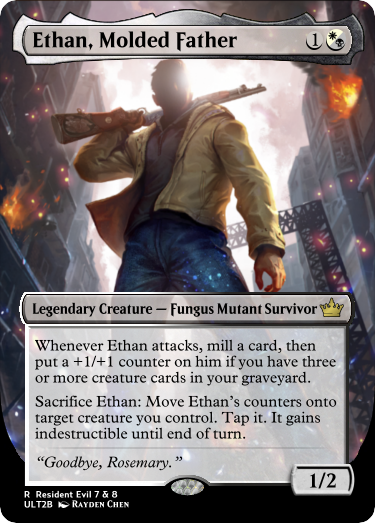 Ethan, Molded Father 1
Legendary Creature — Fungus Mutant Survivor
Whenever Ethan attacks, mill a card, then
put a +1/+1 counter on him if you have three
or more creature cards in your graveyard.
Sacrifice Ethan: Move Ethan's counters onto
target creature you control. Tap it. It gains
indestructible until end of turn.
“Goodbye, Rosemary.”
1/2
R Resident Evil 7 & 8
ULT2B Rayden Chen